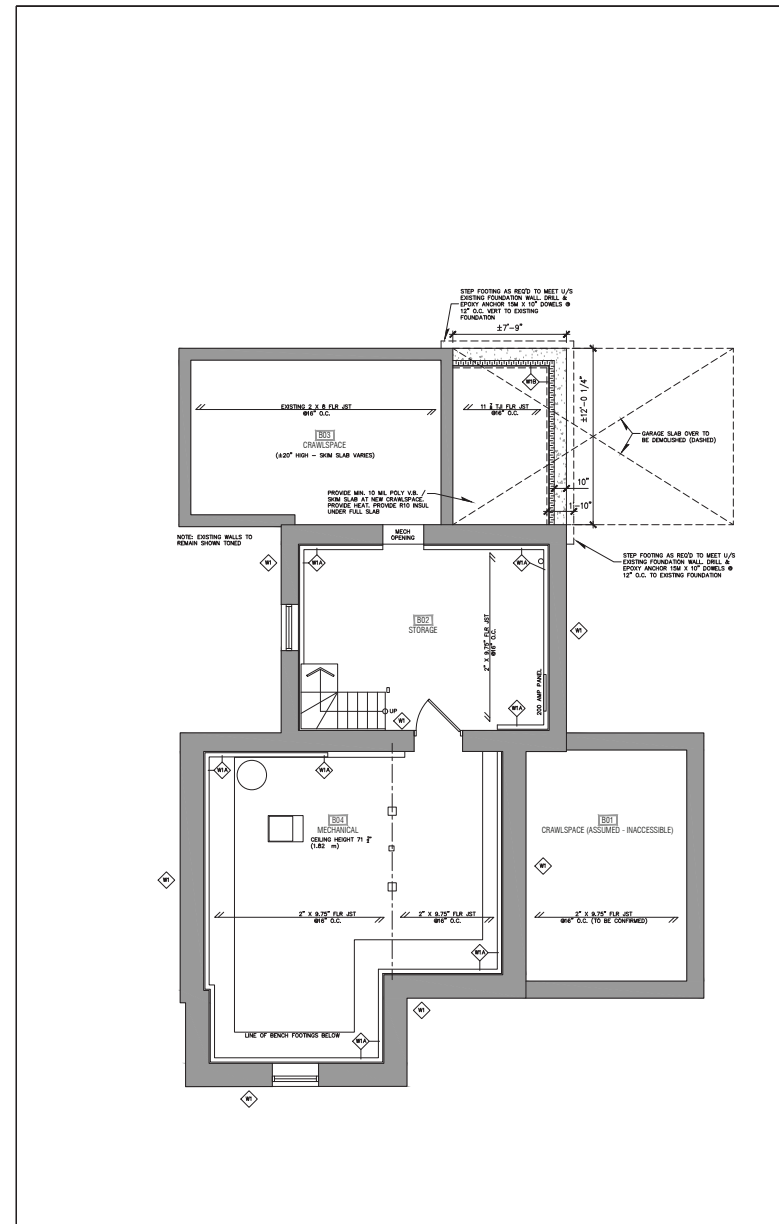 STEP FOOTING AS REQ'D TO MEET U/S
EXISTING FOUNDATION WALL. DRILL &
EPOXY ANCHOR 15M X 10" DOWELS @
12" O.C. VERT TO EXISTING
FOUNDATION
±7'-9"
W1B
±12'-0 1/4"
EXISTING 2 X 8 FLR JST
@16" O.C.
11 TJI FLR JST
@16" O.C.
B03
CRAWLSPACE
(±20" HIGH - SKIM SLAB VARIES)
GARAGE SLAB OVER TO
BE DEMOLISHED (DASHED)
10"
1'-10"
PROVIDE MIN. 10 MIL POLY V.B. /
SKIM SLAB AT NEW CRAWLSPACE.
PROVIDE HEAT. PROVIDE R10 INSUL
UNDER FULL SLAB
MECH
OPENING
NOTE: EXISTING WALLS TO
REMAIN SHOWN TONED
STEP FOOTING AS REQ'D TO MEET U/S
EXISTING FOUNDATION WALL. DRILL &
EPOXY ANCHOR 15M X 10" DOWELS @
12" O.C. TO EXISTING FOUNDATION
W1
W1A
W1A
B02
STORAGE
2" X 9.75" FLR JST
@16" O.C.
W1
200 AMP PANEL
UP
W1
W1A
W1A
W1A
B04
MECHANICAL
CEILING HEIGHT 71
(1.82 m)
B01
CRAWLSPACE (ASSUMED - INACCESSIBLE)
W1
W1
2" X 9.75" FLR JST
@16" O.C.
2" X 9.75" FLR JST
@16" O.C.
2" X 9.75" FLR JST
@16" O.C. (TO BE CONFIRMED)
W1A
W1
LINE OF BENCH FOOTINGS BELOW
W1A
W1